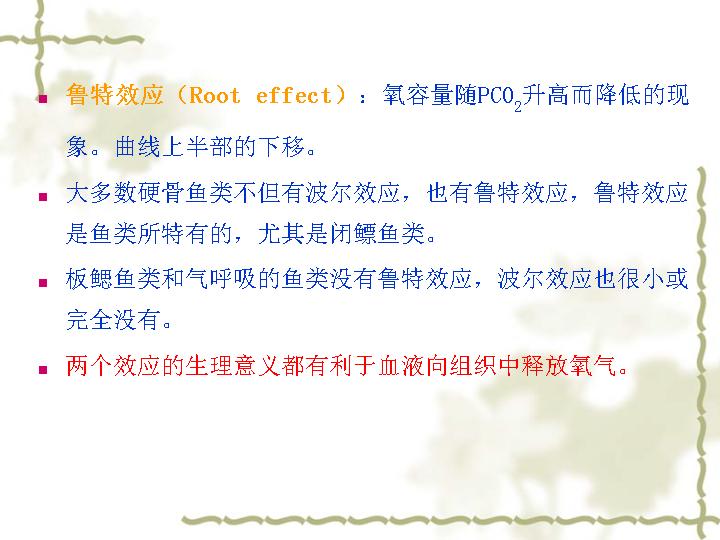 鲁特效应（Root effect）：氧容量随PCO₂升高而降低的现
象。曲线上半部的下移。
大多数硬骨鱼类不但有波尔效应，也有鲁特效应，鲁特效应
是鱼类所特有的，尤其是闭鳔鱼类。
板鳃鱼类和气呼吸的鱼类没有鲁特效应，波尔效应也很小或
完全没有。
两个效应的生理意义都有利于血液向组织中释放氧气。